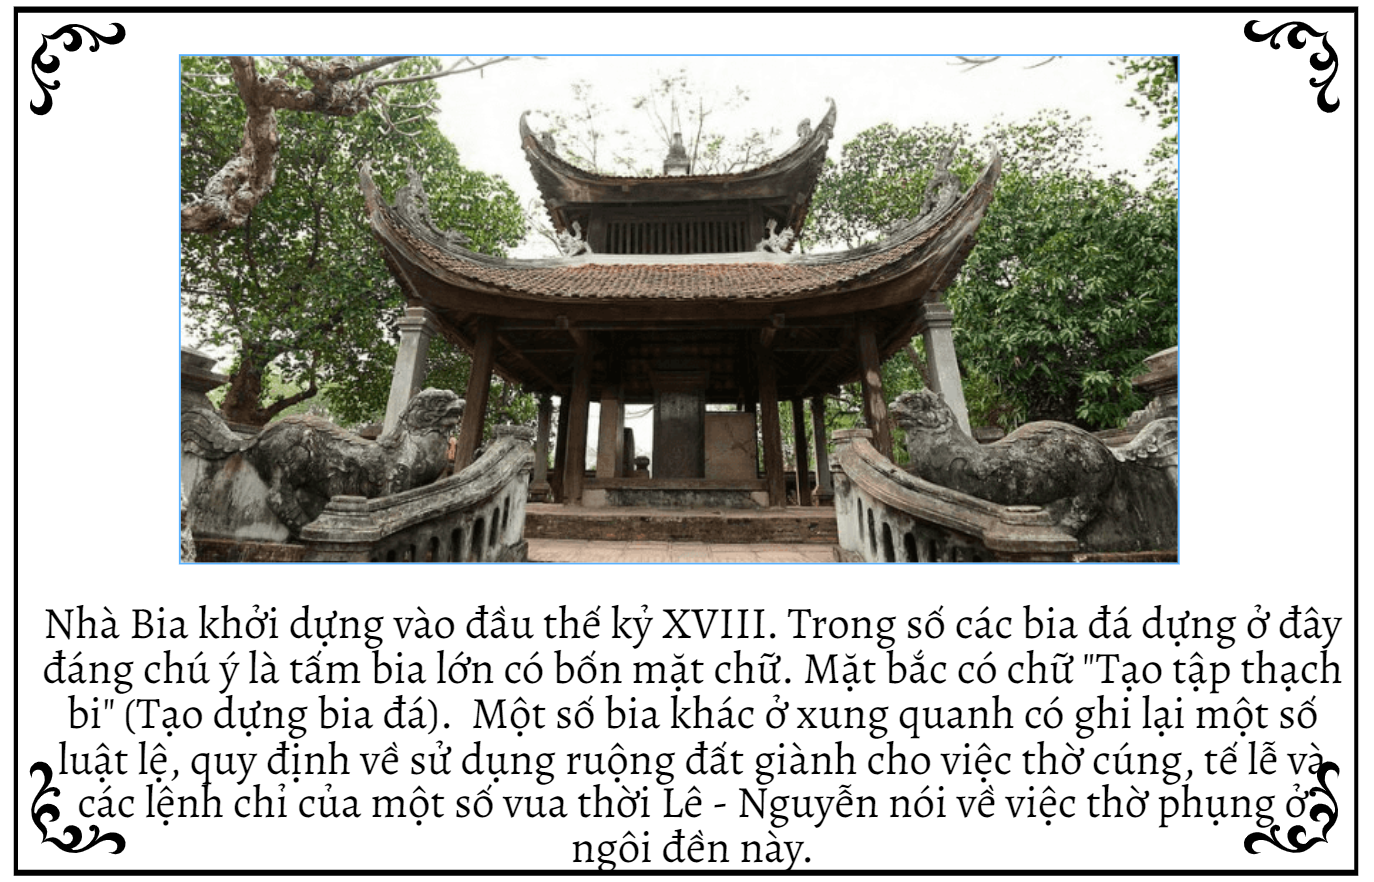 Nhà Bia khởi dựng vào đầu thế kỷ XVIII. Trong số các bia đá dựng ở đây
đáng chú ý là tấm bia lớn có bốn mặt chữ. Mặt bắc có chữ "Tạo tập thạch
bi" (Tạo dựng bia đá).  Một số bia khác ở xung quanh có ghi lại một số
luật lệ, quy định về sử dụng ruộng đất giành cho việc thờ cúng, tế lễ và
các lệnh chỉ của một số vua thời Lê - Nguyễn nói về việc thờ phụng ở
ngôi đền này.